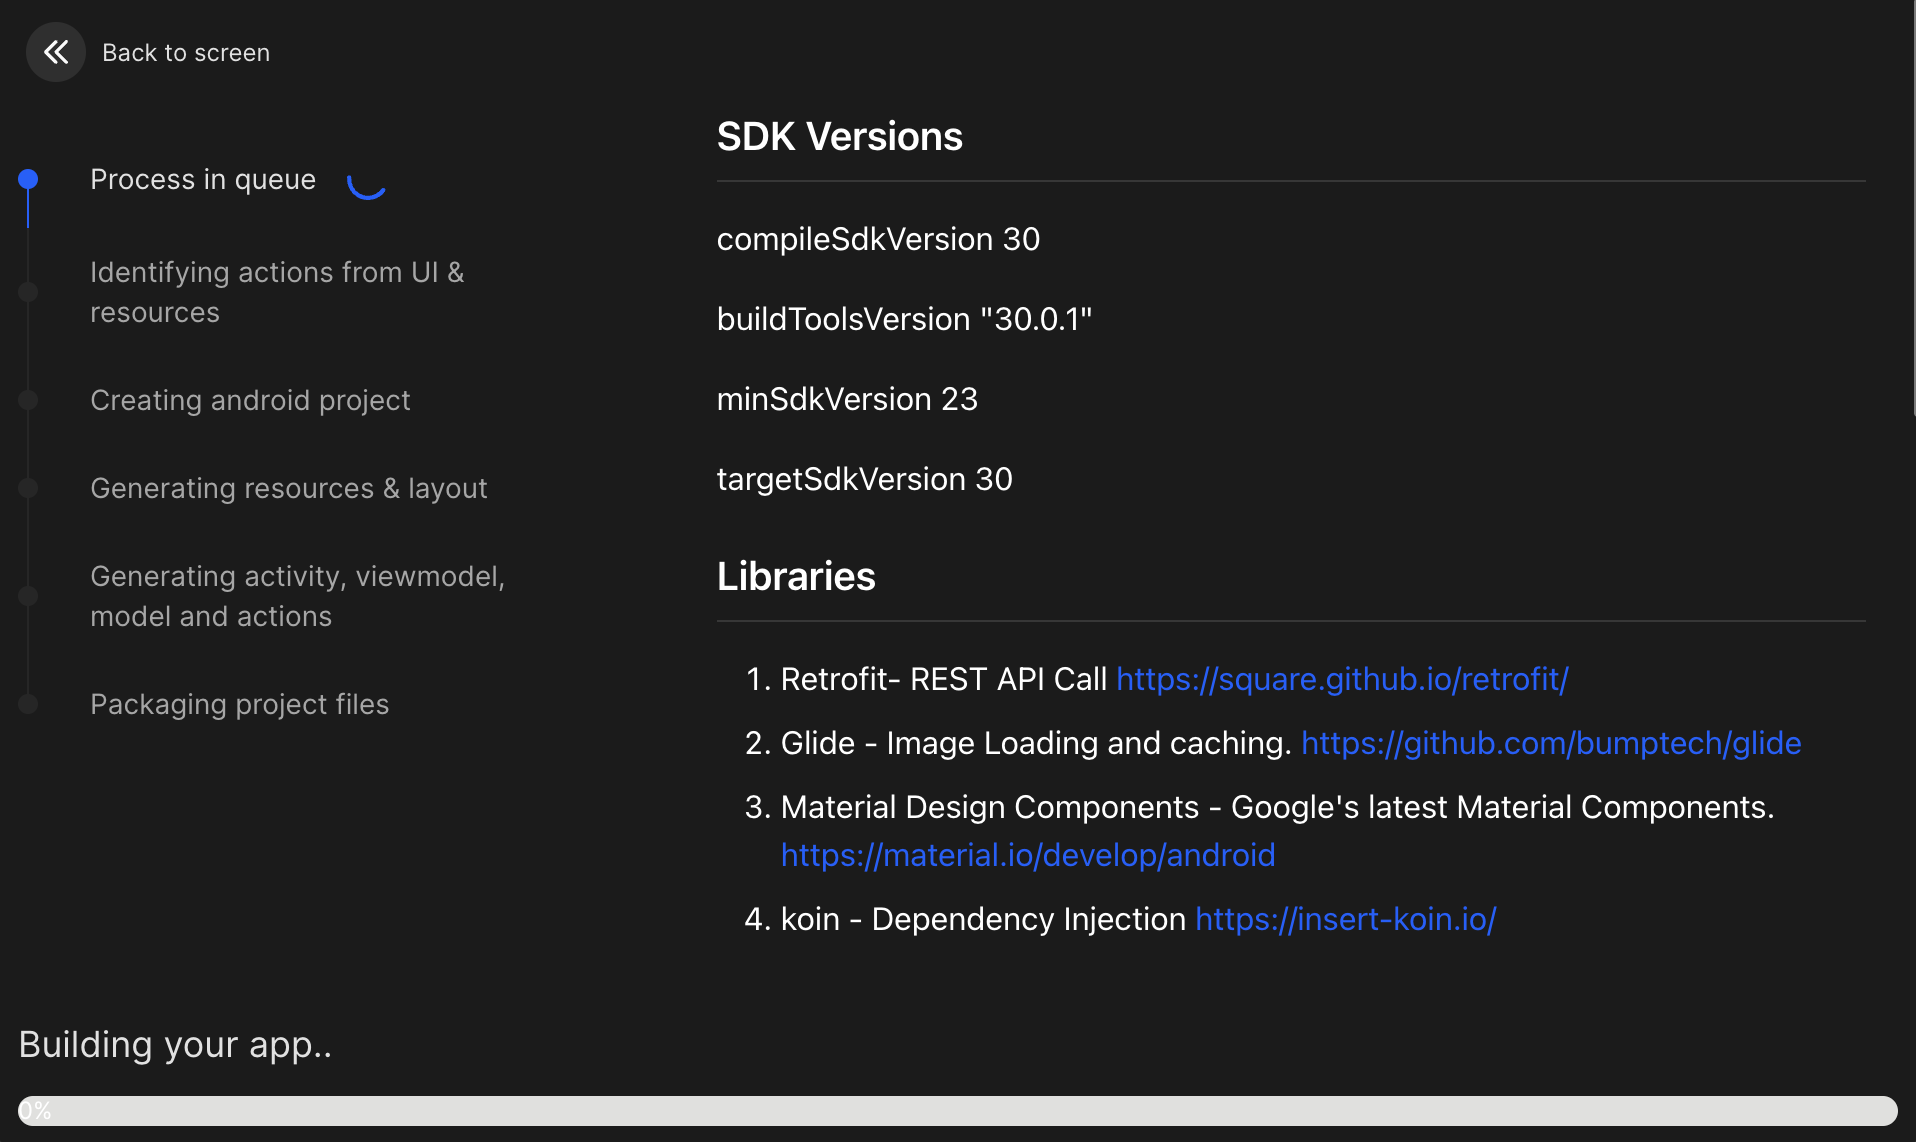 Back to screen
Process in queue
Identifying actions from UI &
resources
Creating android project
Generating resources & layout
Generating activity, viewmodel,
model and actions
Packaging project files
SDK Versions
compileSdkVersion 30
buildToolsVersion "30.0.1"
minSdkVersion 23
targetSdkVersion 30
Libraries
1. Retrofit- REST API Call https://square.github.io/retrofit/
2. Glide - Image Loading and caching. https://github.com/bumptech/glide
3. Material Design Components - Google's latest Material Components.
https://material.io/develop/android
4. koin - Dependency Injection https://insert-koin.io/
Building your app..
0%